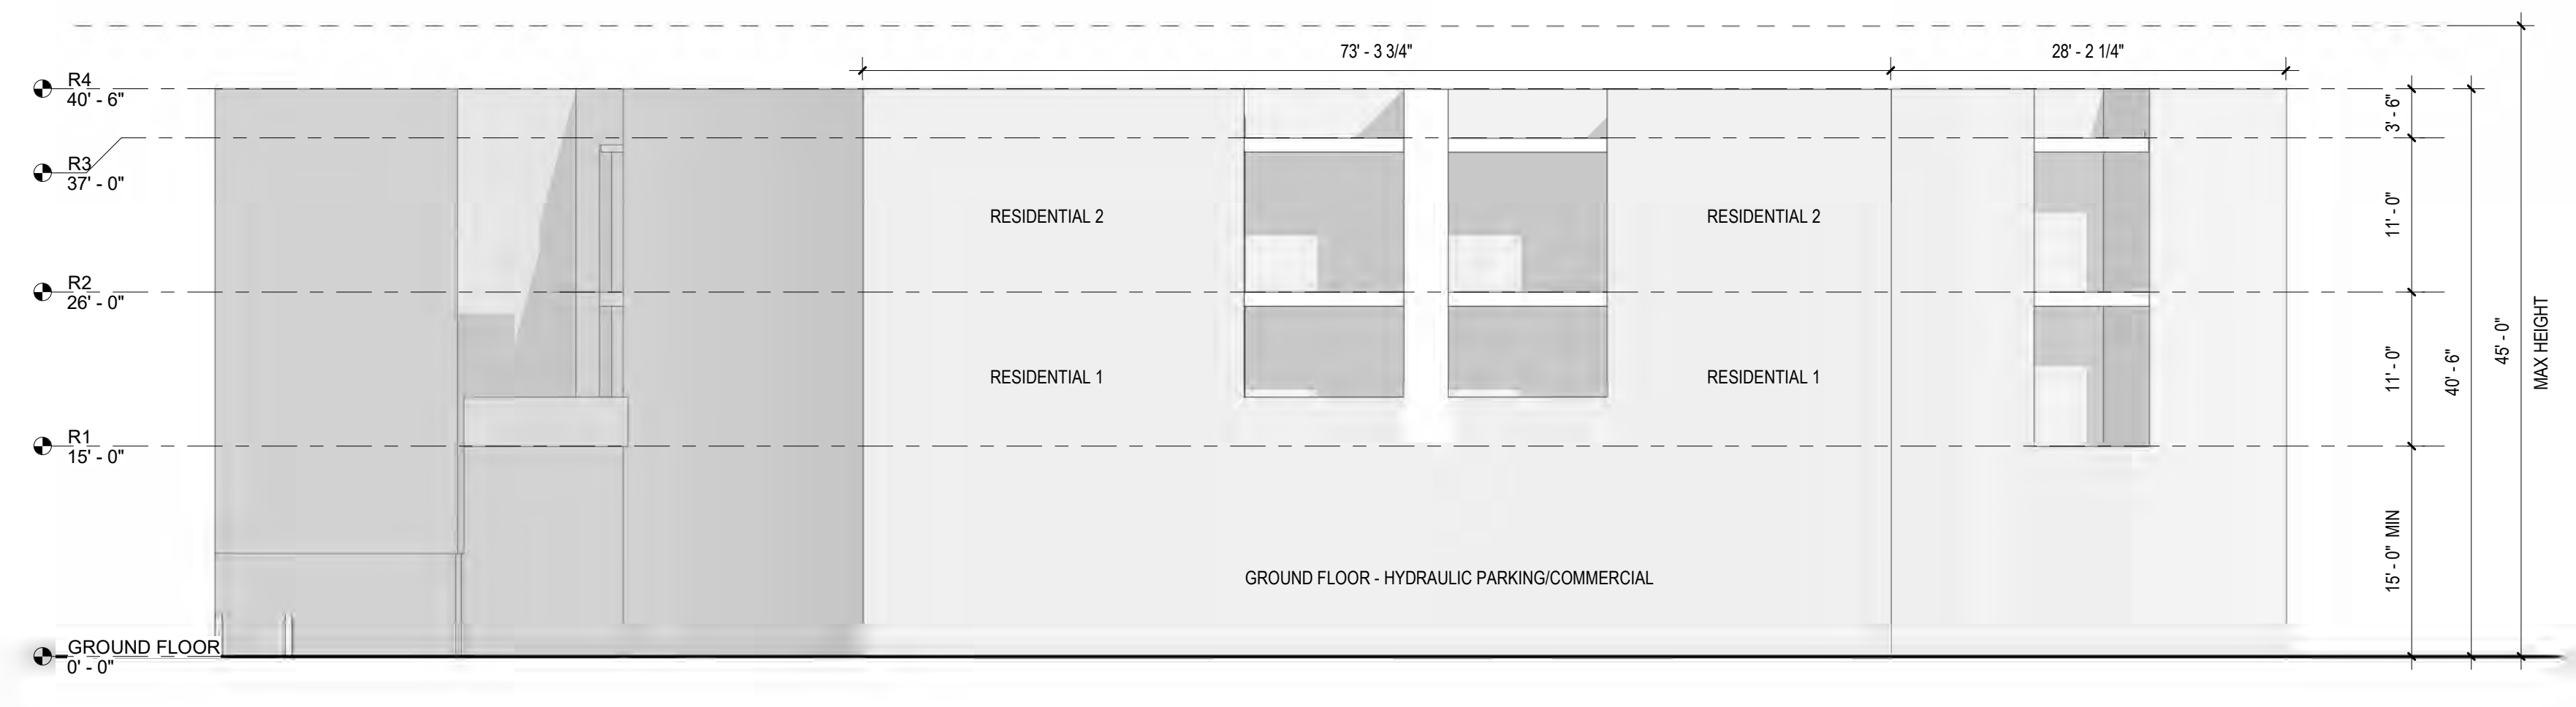 73' - 3 3/4"
28' - 2 1/4"
R4
40' - 6"
3' - 6"
R3
37' - 0"
RESIDENTIAL 2
RESIDENTIAL 2
11' - 0"
R2
26' - 0"
RESIDENTIAL 1
RESIDENTIAL 1
11' - 0"
40' - 6"
45' - 0"
MAX HEIGHT
R1
15' - 0"
GROUND FLOOR - HYDRAULIC PARKING/COMMERCIAL
15' - 0" MIN
GROUND FLOOR
0' - 0"